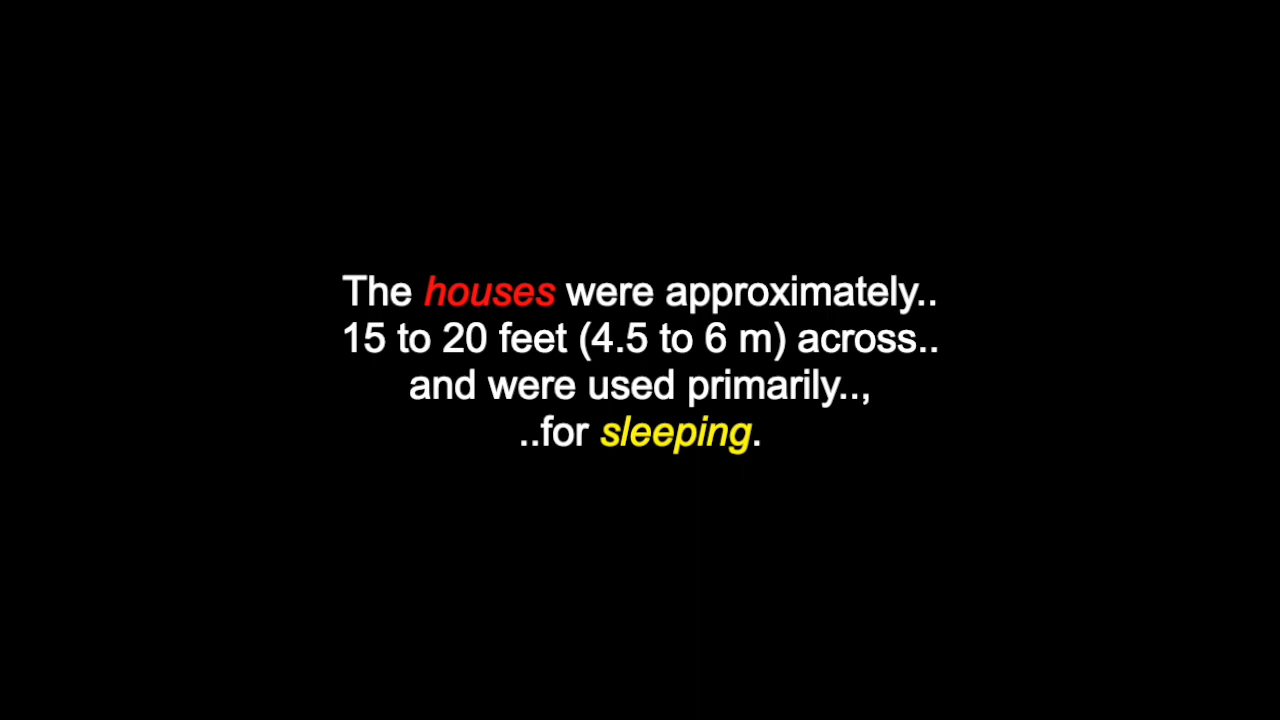 The houses were approximately..
15 to 20 feet (4.5 to 6 m) across..
and were used primarily..,
..for sleeping.